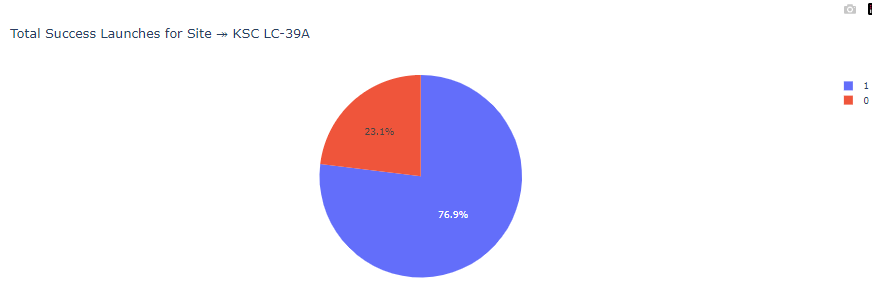 Total Success Launches for Site ↠ KSC LC-39A
1
0
23.1%
76.9%